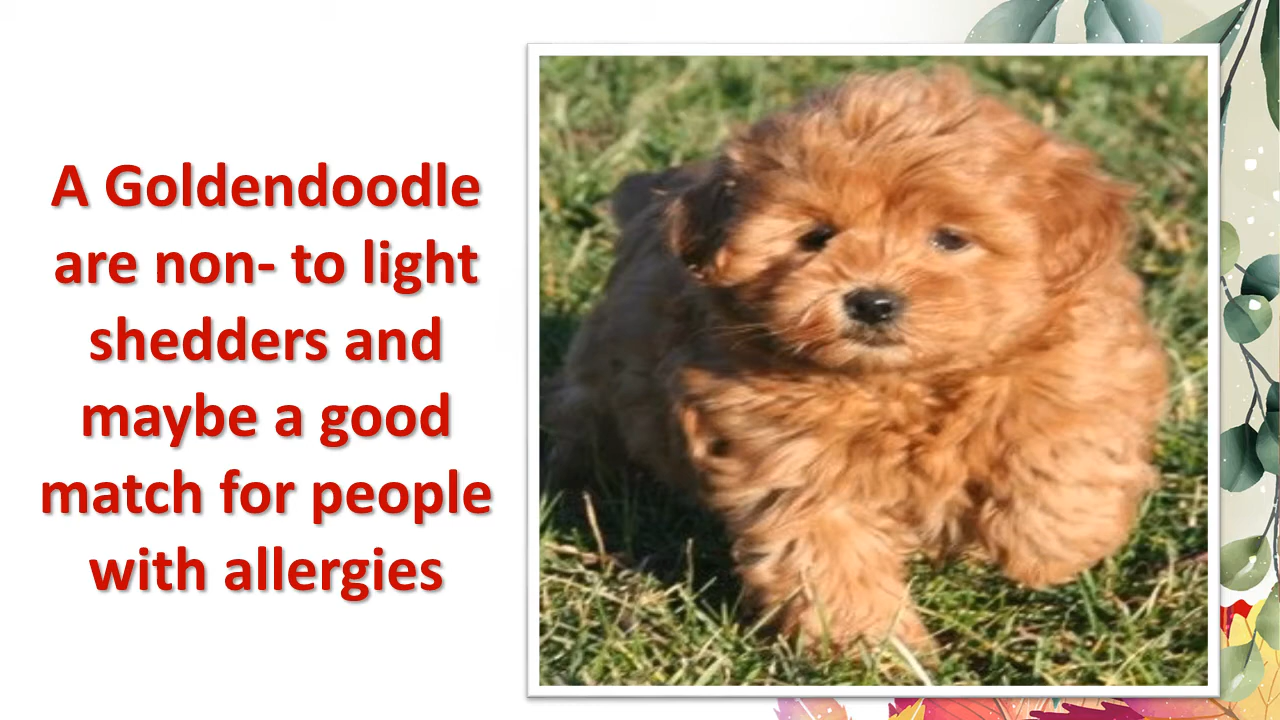 A Goldendoodle
are non- to light
shedders and
maybe a good
match for people
with allergies